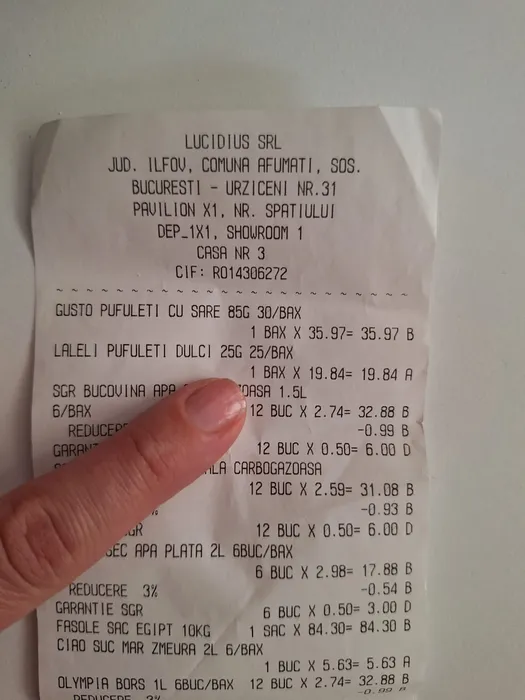 LUCIDIUS SRL
JUD. ILFOV, COMUNA AFUMATI, SOS.
BUCURESTI - URZICENI NR.31
PAVILION X1, NR. SPATIULUI
DEP_1X1, SHOWROOM 1
CASA NR 3
CIF: RO14306272
~ ~ ~ ~ ~ ~ ~ ~ ~ ~ ~ ~ ~ ~ ~ ~ ~ ~ ~ ~ ~ ~ ~ ~ ~ ~ ~ ~ ~ ~
GUSTO PUFULETI CU SARE 85G 30/BAX
1 BAX X 35.97= 35.97 B
LALELI PUFULETI DULCI 25G 25/BAX
1 BAX X 19.84= 19.84 A
SGR BUCOVINA APA 1.5L
6/BAX 12 BUC X 2.74= 32.88 B
-0.99 B
12 BUC X 0.50= 6.00 D
CARBOGAZOASA
12 BUC X 2.59= 31.08 B
-0.93 B
12 BUC X 0.50= 6.00 D
APA PLATA 2L 6BUC/BAX
6 BUC X 2.98= 17.88 B
REDUCERE 3% -0.54 B
GARANTIE SGR 6 BUC X 0.50= 3.00 D
FASOLE SAC EGIPT 10KG 1 SAC X 84.30= 84.30 B
CIAO SUC MAR ZMEURA 2L 6/BAX
1 BUC X 5.63= 5.63 A
OLYMPIA BORS 1L 6BUC/BAX 12 BUC X 2.74= 32.88 B
REDUCERE 3% -0.99 B